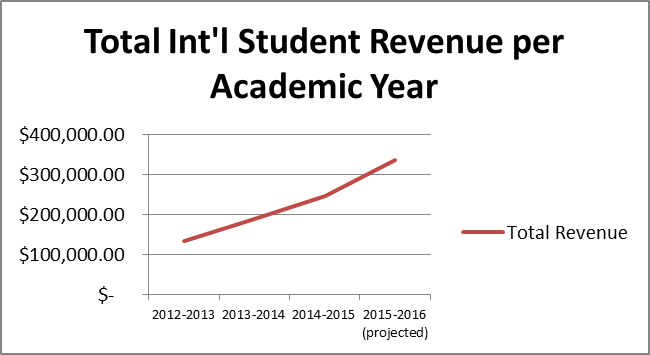 Total Int'l Student Revenue per
Academic Year
$400,000.00
$300,000.00
$200,000.00
$100,000.00
$-
2012-2013 2013-2014 2014-2015 2015-2016
(projected)
Total Revenue